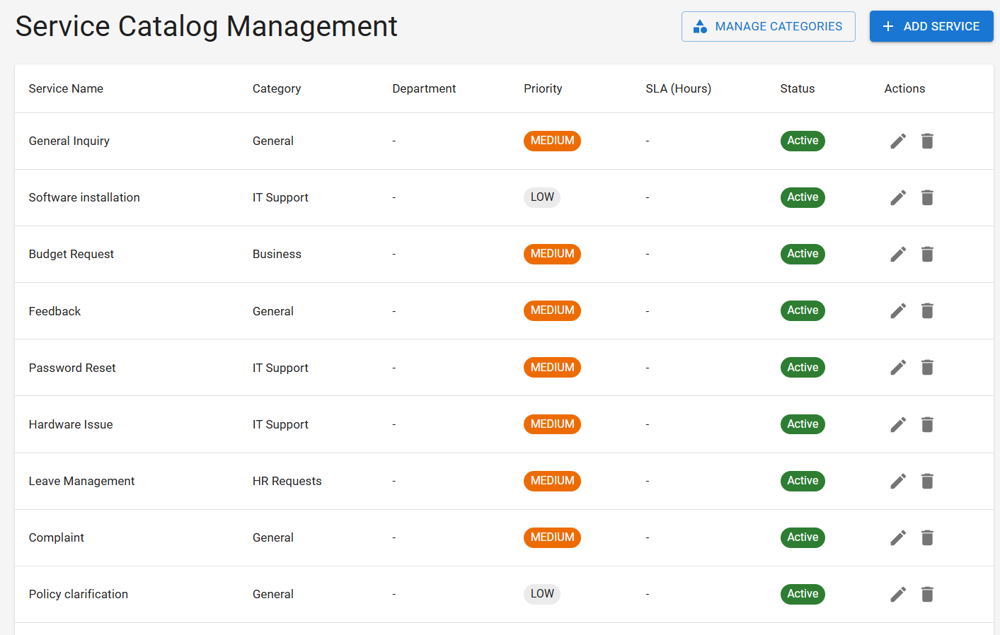 Service Catalog Management
MANAGE CATEGORIES
ADD SERVICE
Service Name Category Department Priority SLA (Hours) Status Actions
General Inquiry General - MEDIUM - Active
Software installation IT Support - LOW - Active
Budget Request Business - MEDIUM - Active
Feedback General - MEDIUM - Active
Password Reset IT Support - MEDIUM - Active
Hardware Issue IT Support - MEDIUM - Active
Leave Management HR Requests - MEDIUM - Active
Complaint General - MEDIUM - Active
Policy clarification General - LOW - Active